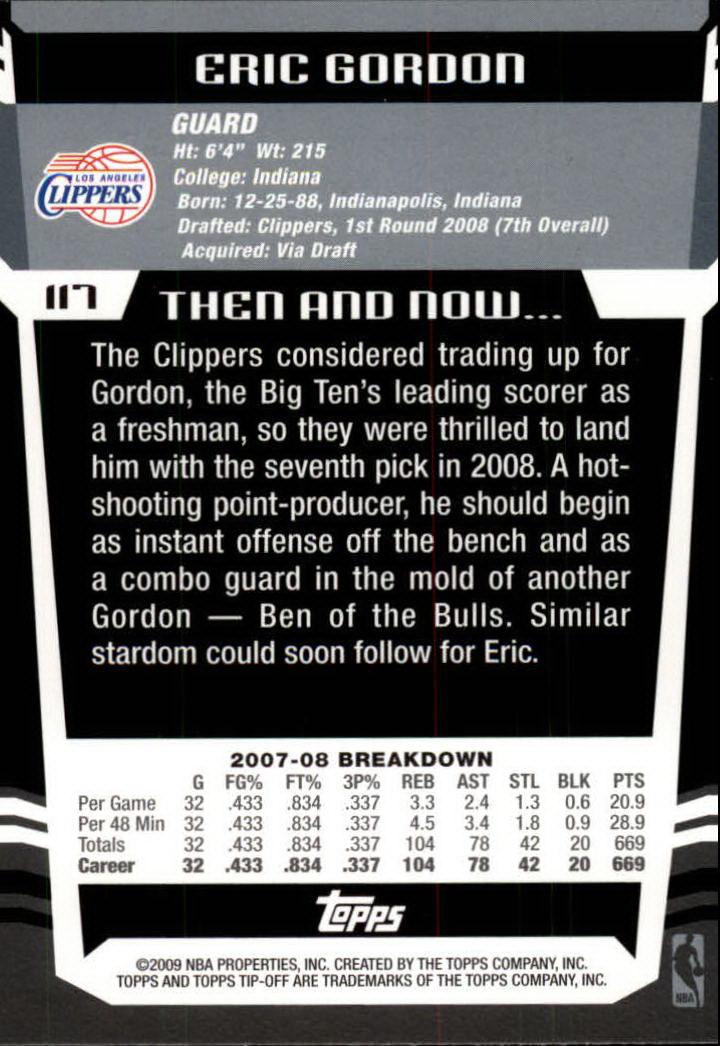 ERIC GORDON
GUARD
Ht: 6'4" Wt: 215
College: Indiana
Born: 12-25-88, Indianapolis, Indiana
Drafted: Clippers, 1st Round 2008 (7th Overall)
Acquired: Via Draft
LOS ANGELES
CLIPPERS
117
THEN AND NOW...
The Clippers considered trading up for
Gordon, the Big Ten's leading scorer as
a freshman, so they were thrilled to land
him with the seventh pick in 2008. A hot-
shooting point-producer, he should begin
as instant offense off the bench and as
a combo guard in the mold of another
Gordon — Ben of the Bulls. Similar
stardom could soon follow for Eric.
2007-08 BREAKDOWN
G FG% FT% 3P% REB AST STL BLK PTS
Per Game 32 .433 .834 .337 3.3 2.4 1.3 0.6 20.9
Per 48 Min 32 .433 .834 .337 4.5 3.4 1.8 0.9 28.9
Totals 32 .433 .834 .337 104 78 42 20 669
Career 32 .433 .834 .337 104 78 42 20 669
topps
©2009 NBA PROPERTIES, INC. CREATED BY THE TOPPS COMPANY, INC.
TOPPS AND TOPPS TIP-OFF ARE TRADEMARKS OF THE TOPPS COMPANY, INC.
NBA